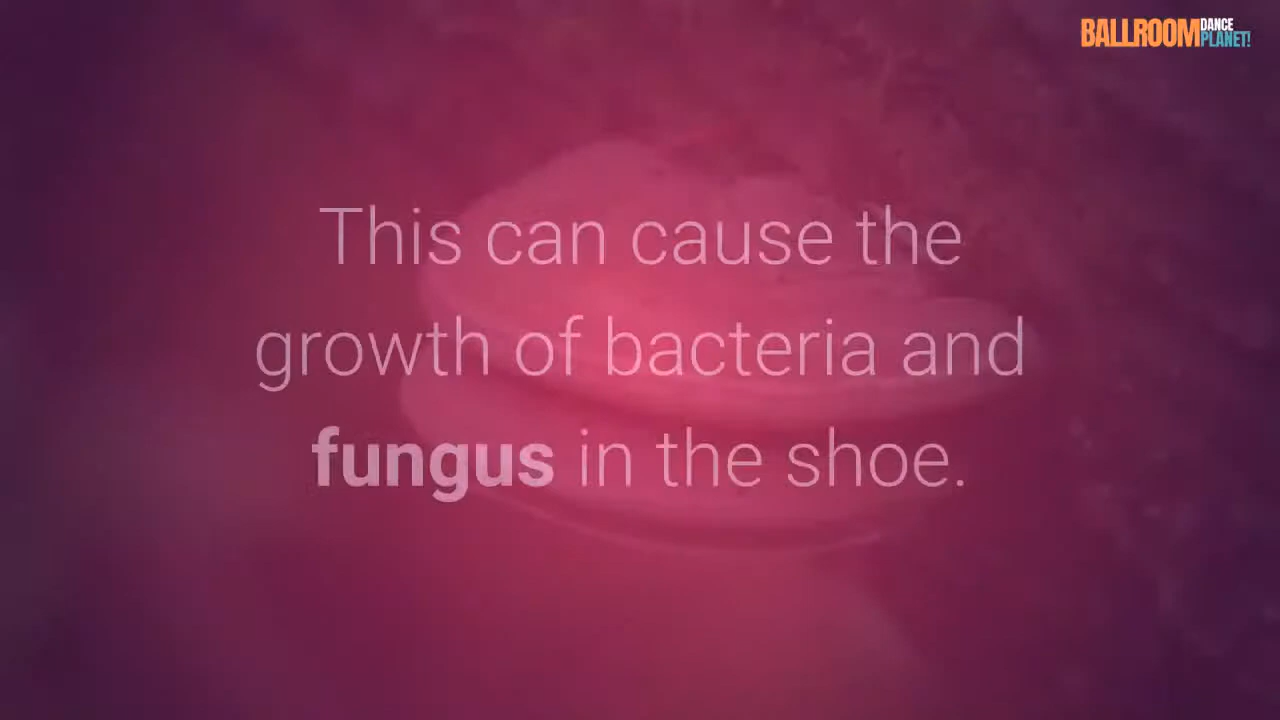 BALLROOM DANCE PLANET!
This can cause the
growth of bacteria and
fungus in the shoe.